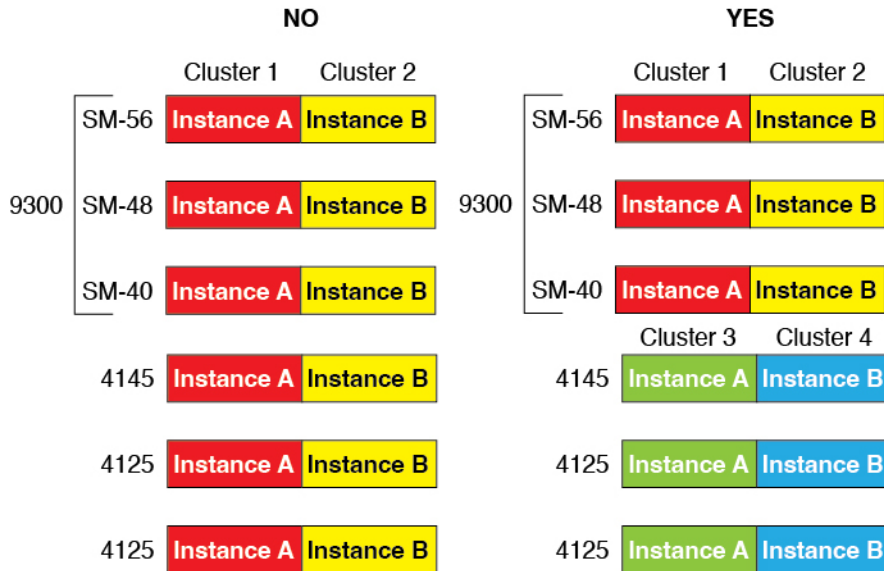 NO YES
Cluster 1 Cluster 2 Cluster 1 Cluster 2
SM-56 Instance A Instance B SM-56 Instance A Instance B
9300 SM-48 Instance A Instance B 9300 SM-48 Instance A Instance B
SM-40 Instance A Instance B SM-40 Instance A Instance B
Cluster 3 Cluster 4
4145 Instance A Instance B 4145 Instance A Instance B
4125 Instance A Instance B 4125 Instance A Instance B
4125 Instance A Instance B 4125 Instance A Instance B